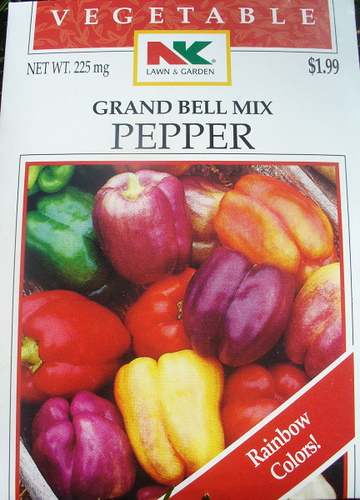 VEGETABLE
NK®
LAWN & GARDEN
NET WT. 225 mg
$1.99
GRAND BELL MIX
PEPPER
Rainbow
Colors!